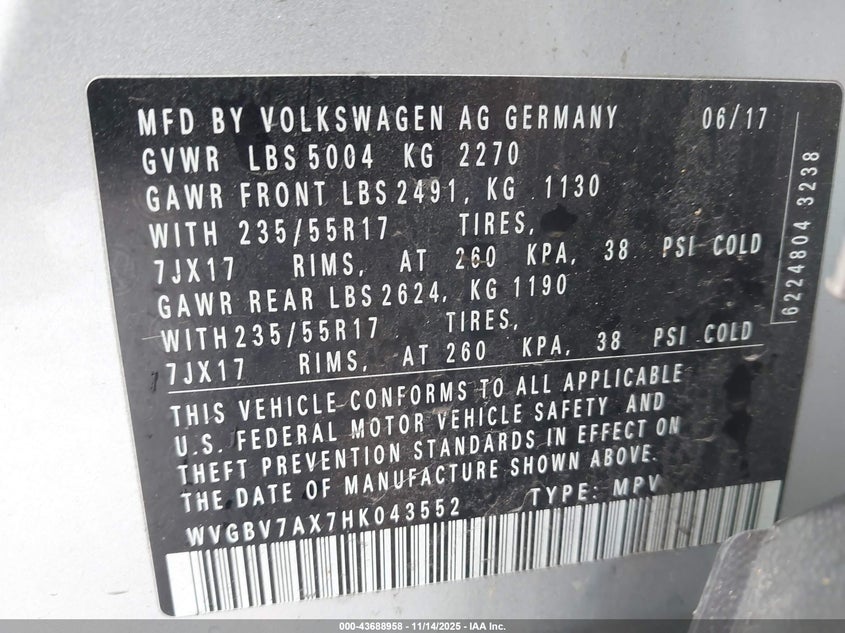 MFD BY VOLKSWAGEN AG GERMANY 06/17
GVWR LBS 5004 KG 2270
GAWR FRONT LBS 2491, KG 1130
WITH 235/55R17 TIRES,
7JX17 RIMS, AT 260 KPA, 38 PSI COLD
GAWR REAR LBS 2624, KG 1190
WITH 235/55R17 TIRES,
7JX17 RIMS, AT 260 KPA, 38 PSI COLD
THIS VEHICLE CONFORMS TO ALL APPLICABLE
U.S. FEDERAL MOTOR VEHICLE SAFETY AND
THEFT PREVENTION STANDARDS IN EFFECT ON
THE DATE OF MANUFACTURE SHOWN ABOVE.
WVGBV7AX7HK043552 TYPE: MPV
6224804 3238
000-43688958 - 11/14/2025 - IAA Inc.